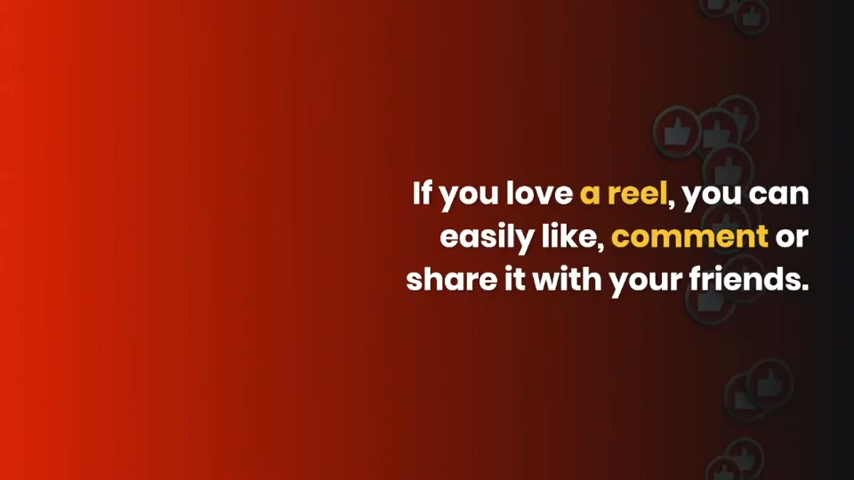 If you love a reel, you can
easily like, comment or
share it with your friends.